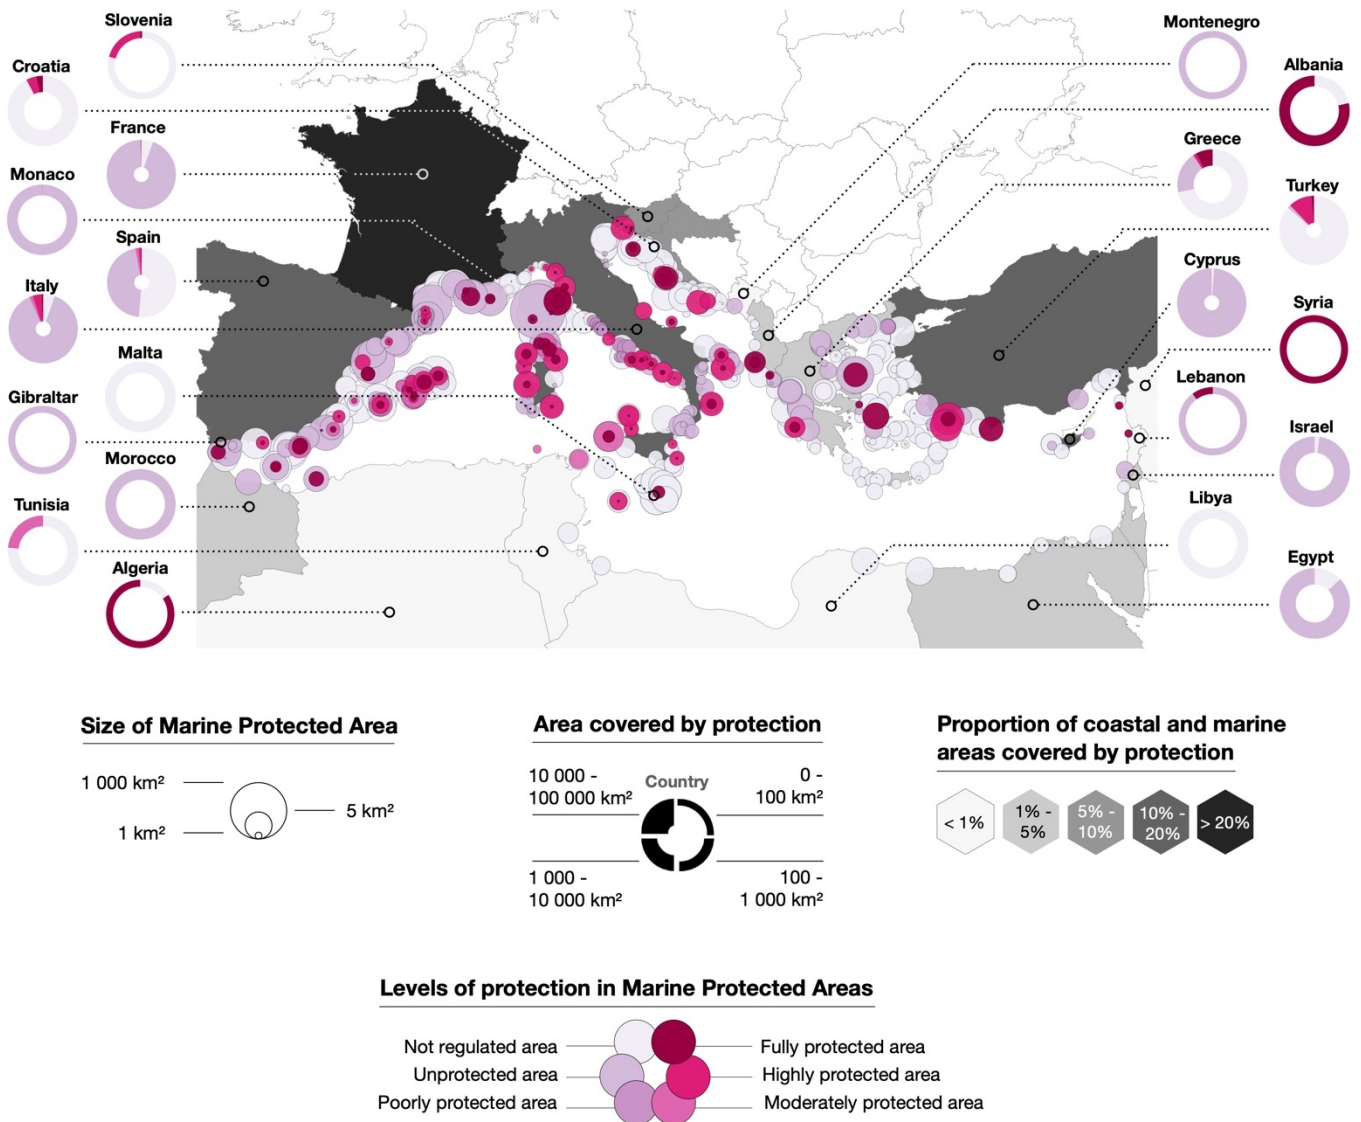 Slovenia
Croatia
France
Monaco
Spain
Italy
Malta
Gibraltar
Morocco
Tunisia
Algeria
Montenegro
Albania
Greece
Turkey
Cyprus
Syria
Lebanon
Israel
Libya
Egypt
Size of Marine Protected Area
1 000 km²
5 km²
1 km²
Area covered by protection
10 000 -
100 000 km²
Country
0 -
100 km²
1 000 -
10 000 km²
100 -
1 000 km²
Proportion of coastal and marine
areas covered by protection
< 1%
1% -
5%
5% -
10%
10% -
20%
> 20%
Levels of protection in Marine Protected Areas
Not regulated area
Fully protected area
Unprotected area
Highly protected area
Poorly protected area
Moderately protected area